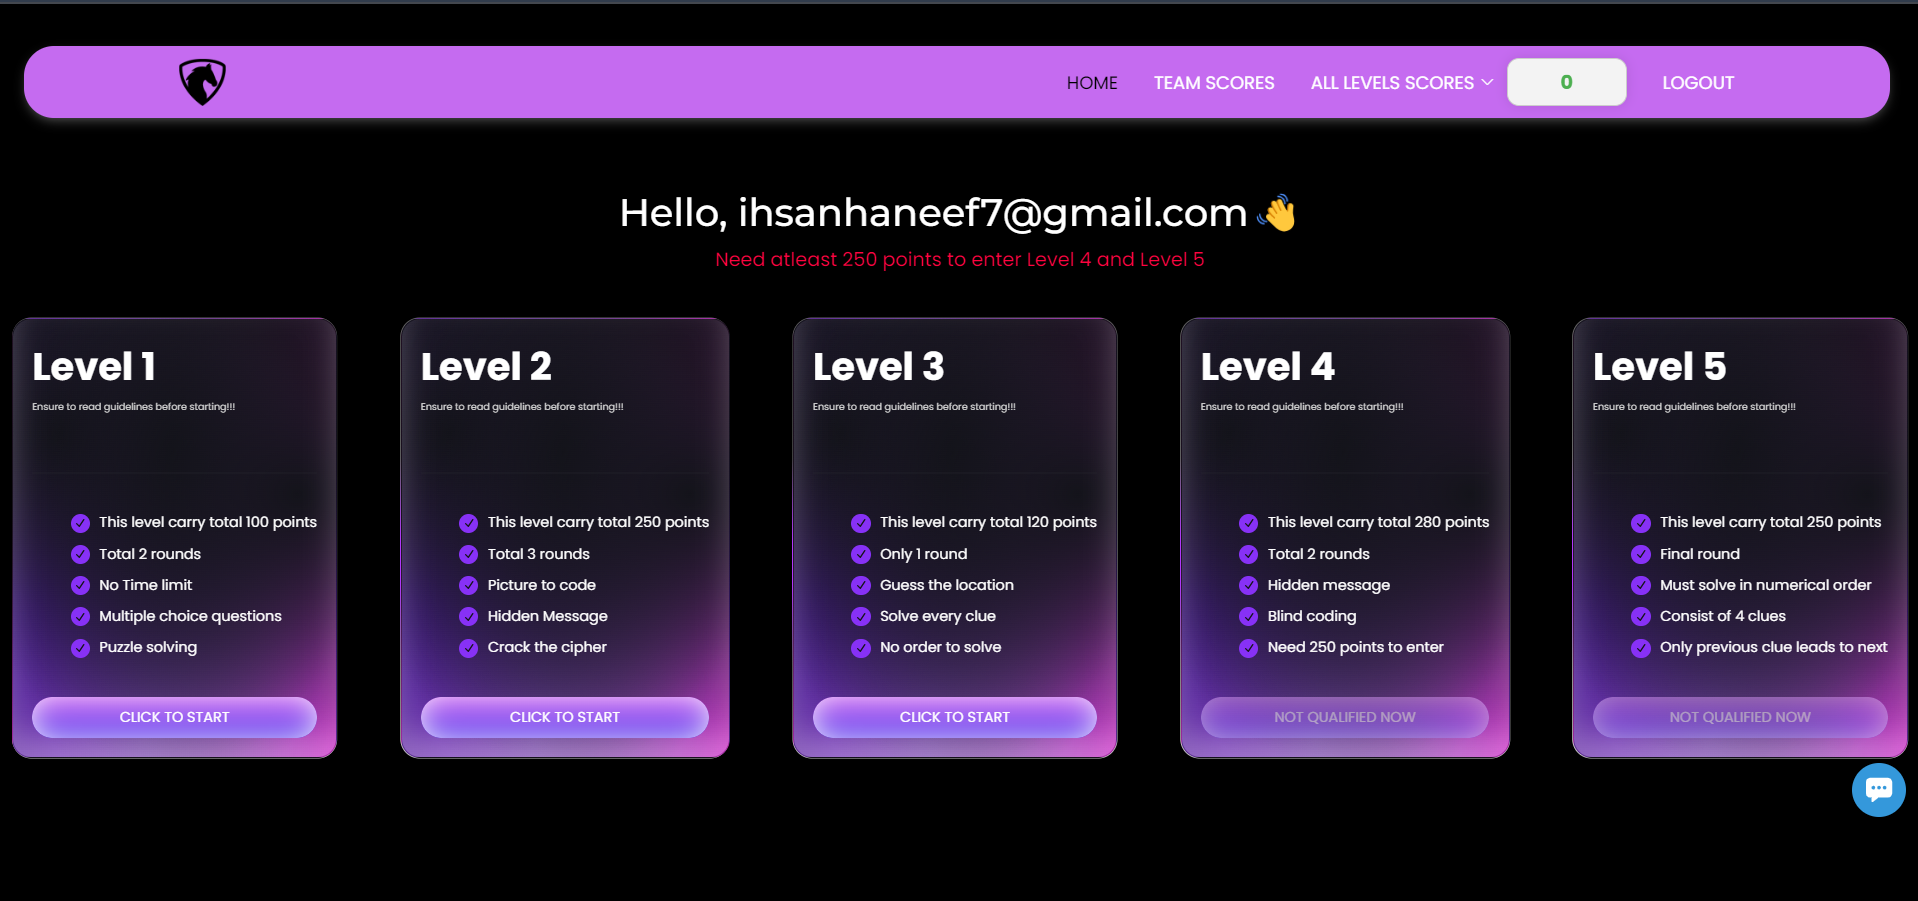 HOME TEAM SCORES ALL LEVELS SCORES 0 LOGOUT
Hello, ihsanhaneef7@gmail.com 👋
Need atleast 250 points to enter Level 4 and Level 5
Level 1
Ensure to read guidelines before starting!!!
This level carry total 100 points
Total 2 rounds
No Time limit
Multiple choice questions
Puzzle solving
CLICK TO START
Level 2
Ensure to read guidelines before starting!!!
This level carry total 250 points
Total 3 rounds
Picture to code
Hidden Message
Crack the cipher
CLICK TO START
Level 3
Ensure to read guidelines before starting!!!
This level carry total 120 points
Only 1 round
Guess the location
Solve every clue
No order to solve
CLICK TO START
Level 4
Ensure to read guidelines before starting!!!
This level carry total 280 points
Total 2 rounds
Hidden message
Blind coding
Need 250 points to enter
NOT QUALIFIED NOW
Level 5
Ensure to read guidelines before starting!!!
This level carry total 250 points
Final round
Must solve in numerical order
Consist of 4 clues
Only previous clue leads to next
NOT QUALIFIED NOW